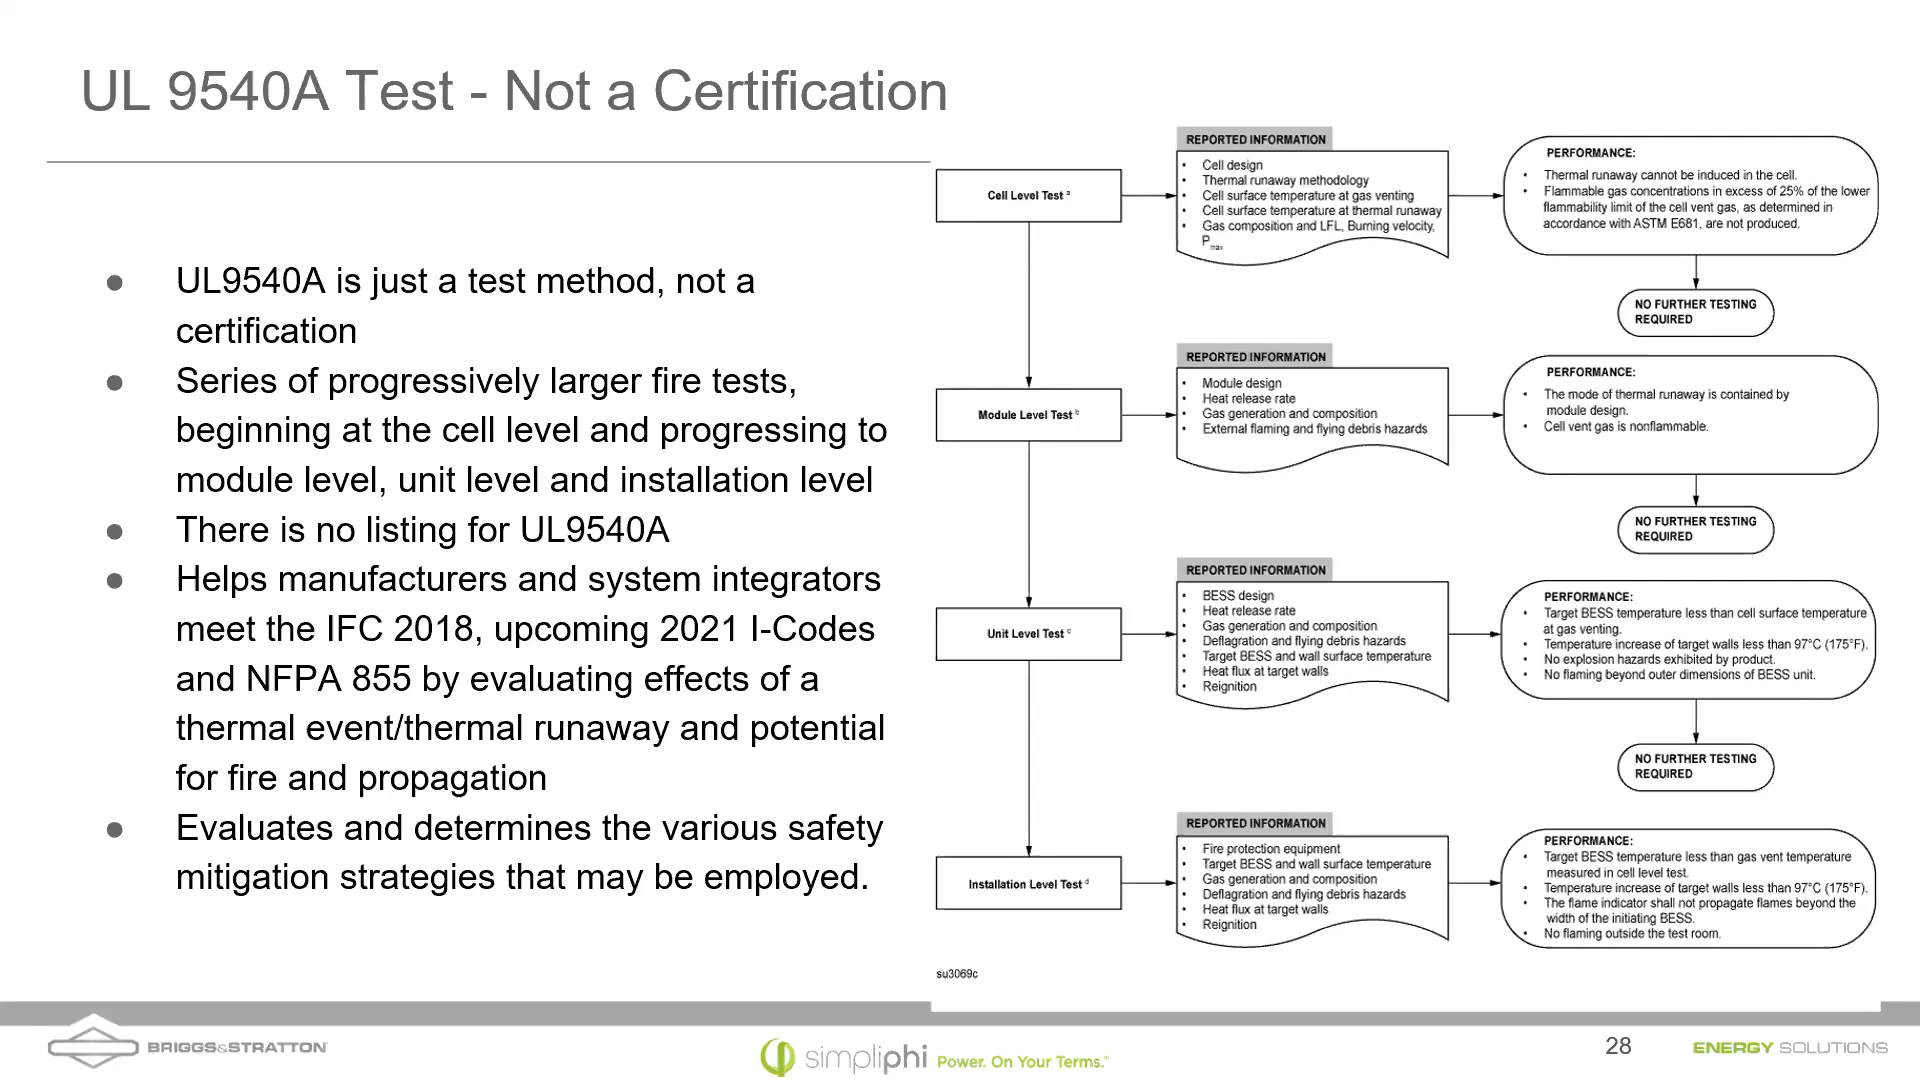 UL 9540A Test - Not a Certification
● UL9540A is just a test method, not a
certification
● Series of progressively larger fire tests,
beginning at the cell level and progressing to
module level, unit level and installation level
● There is no listing for UL9540A
● Helps manufacturers and system integrators
meet the IFC 2018, upcoming 2021 I-Codes
and NFPA 855 by evaluating effects of a
thermal event/thermal runaway and potential
for fire and propagation
● Evaluates and determines the various safety
mitigation strategies that may be employed.
Cell Level Test a
REPORTED INFORMATION
• Cell design
• Thermal runaway methodology
• Cell surface temperature at gas venting
• Cell surface temperature at thermal runaway
• Gas composition and LFL, Burning velocity,
Pmax
PERFORMANCE:
• Thermal runaway cannot be induced in the cell.
• Flammable gas concentrations in excess of 25% of the lower
flammability limit of the cell vent gas, as determined in
accordance with ASTM E681, are not produced.
NO FURTHER TESTING
REQUIRED
Module Level Test b
REPORTED INFORMATION
• Module design
• Heat release rate
• Gas generation and composition
• External flaming and flying debris hazards
PERFORMANCE:
• The mode of thermal runaway is contained by
module design.
• Cell vent gas is nonflammable.
NO FURTHER TESTING
REQUIRED
Unit Level Test c
REPORTED INFORMATION
• BESS design
• Heat release rate
• Gas generation and composition
• Deflagration and flying debris hazards
• Target BESS and wall surface temperature
• Heat flux at target walls
• Reignition
PERFORMANCE:
• Target BESS temperature less than cell surface temperature
at gas venting.
• Temperature increase of target walls less than 97°C (175°F).
• No explosion hazards exhibited by product.
• No flaming beyond outer dimensions of BESS unit.
NO FURTHER TESTING
REQUIRED
Installation Level Test d
REPORTED INFORMATION
• Fire protection equipment
• Target BESS and wall surface temperature
• Gas generation and composition
• Deflagration and flying debris hazards
• Heat flux at target walls
• Reignition
PERFORMANCE:
• Target BESS temperature less than gas vent temperature
measured in cell level test.
• Temperature increase of target walls less than 97°C (175°F).
• The flame indicator shall not propagate flames beyond the
width of the initiating BESS.
• No flaming outside the test room.
su3069c
BRIGGS&STRATTON
simpliphi Power. On Your Terms.™
28
ENERGY SOLUTIONS